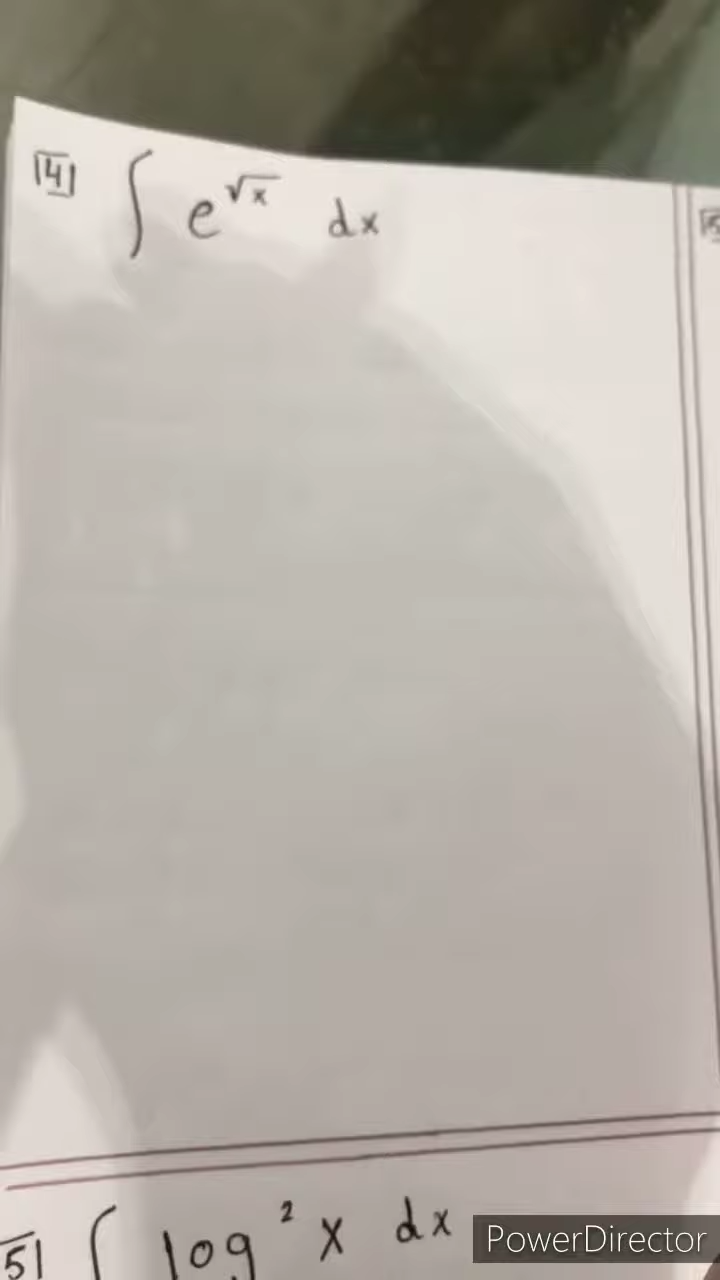 [4] ∫ e^√x dx
[5] ∫ log² x dx
PowerDirector